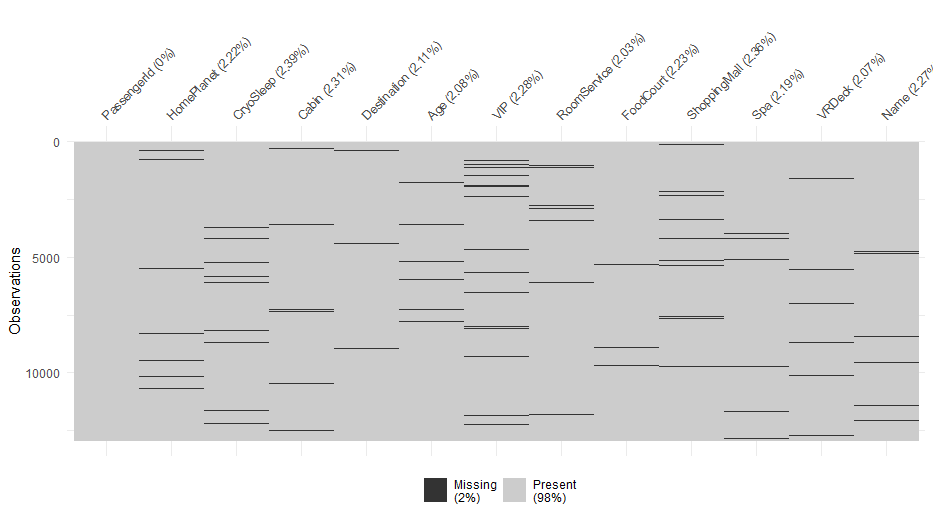 PassengerId (0%)
HomePlanet (2.22%)
CryoSleep (2.39%)
Cabin (2.31%)
Destination (2.11%)
Age (2.08%)
VIP (2.28%)
RoomService (2.03%)
FoodCourt (2.23%)
ShoppingMall (2.36%)
Spa (2.19%)
VRDeck (2.07%)
Name (2.27%
0
5000
10000
Observations
Missing
(2%)
Present
(98%)